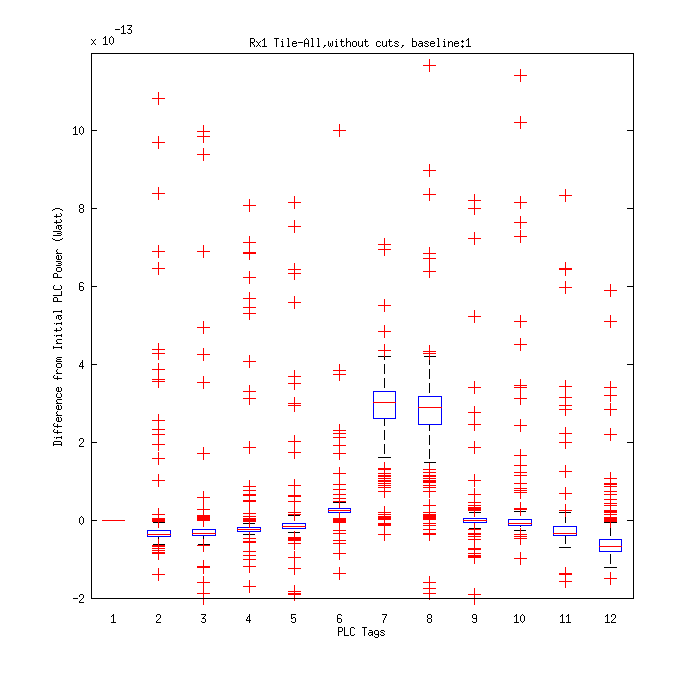 x 10^-13
Rx1 Tile-All,without cuts, baseline:1
Difference from Initial PLC Power (Watt)
10
8
6
4
2
0
-2
1 2 3 4 5 6 7 8 9 10 11 12
PLC Tags